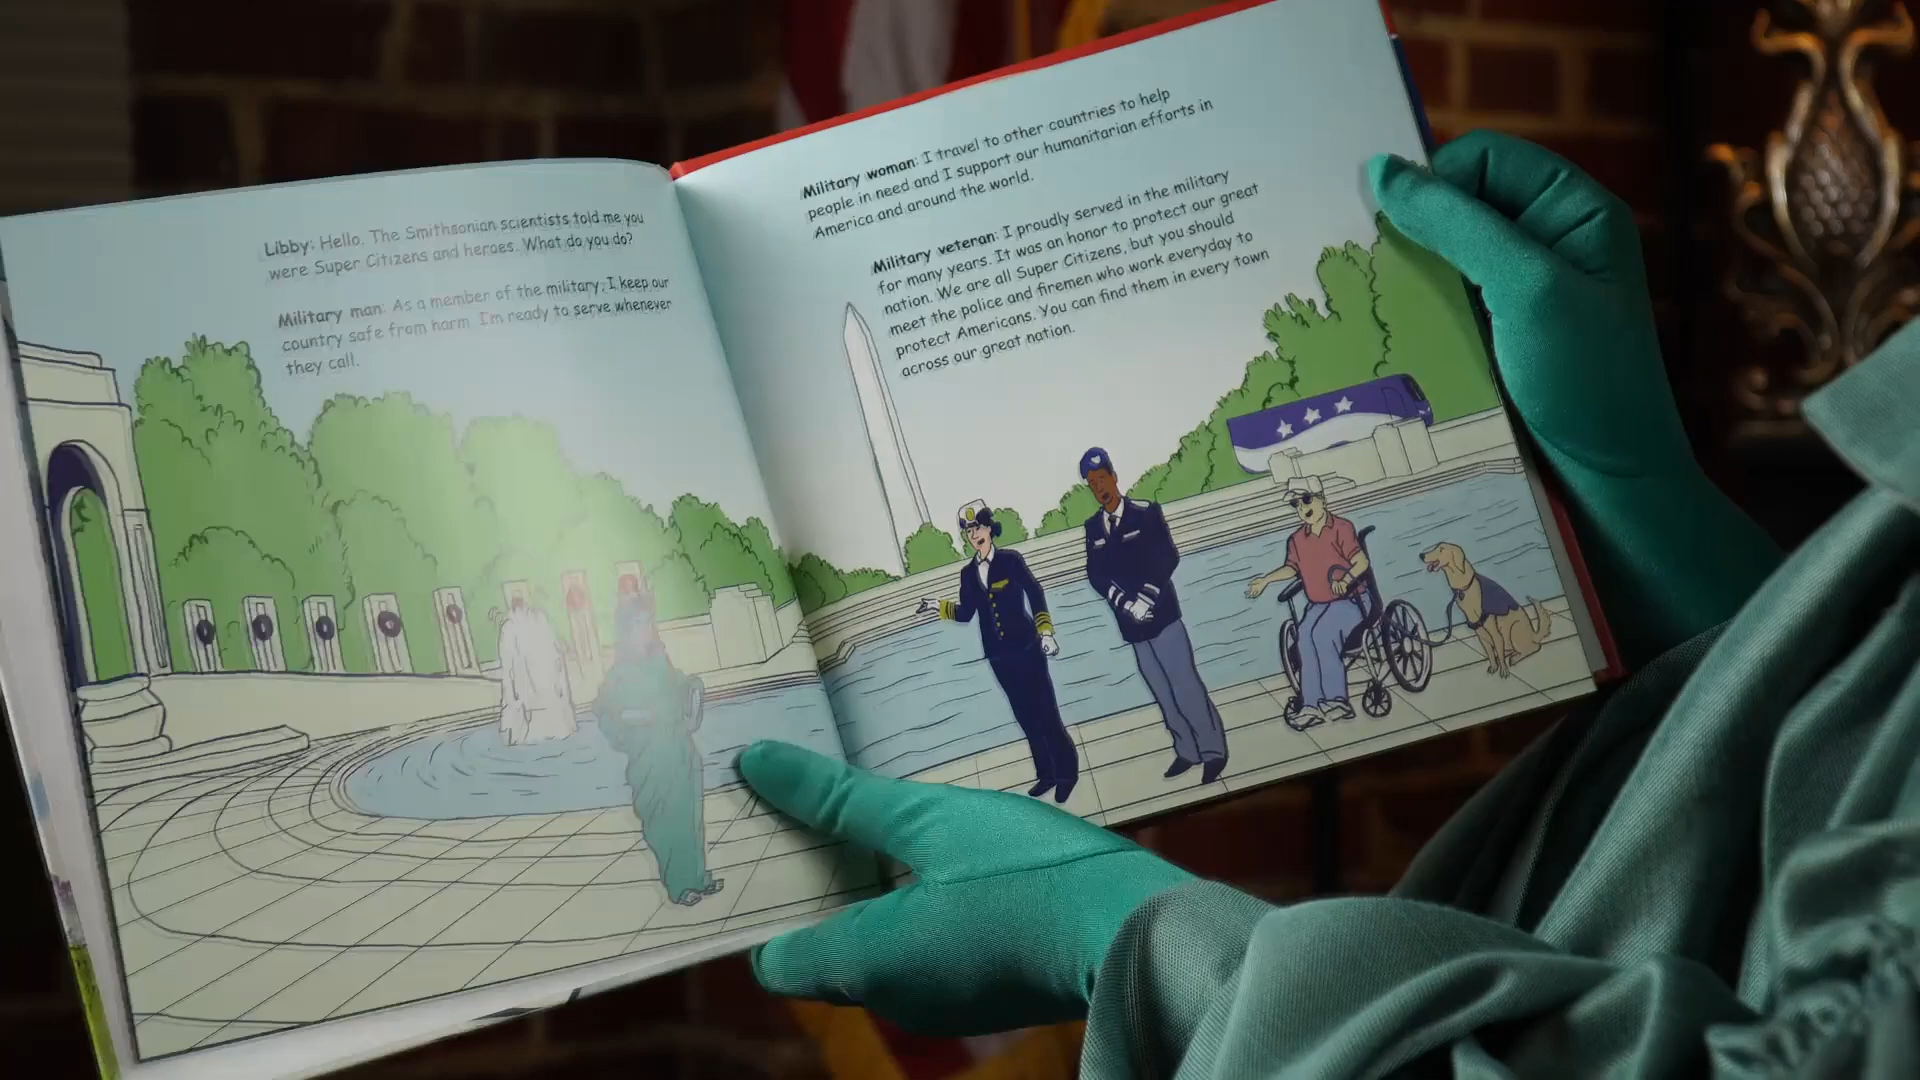 Libby: Hello. The Smithsonian scientists told me you
were Super Citizens and heroes. What do you do?
Military man: As a member of the military, I keep our
country safe from harm. I'm ready to serve whenever
they call.
Military woman: I travel to other countries to help
people in need and I support our humanitarian efforts in
America and around the world.
Military veteran: I proudly served in the military
for many years. It was an honor to protect our great
nation. We are all Super Citizens, but you should
meet the police and firemen who work everyday to
protect Americans. You can find them in every town
across our great nation.